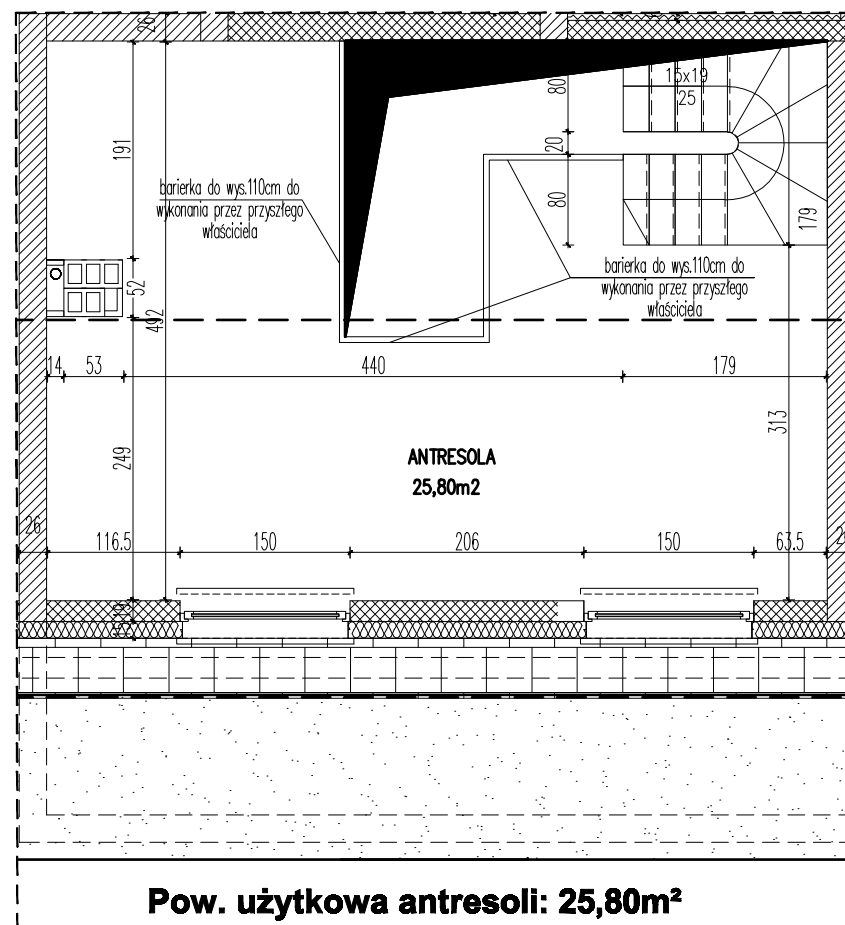 26
15x19
25
80
20
80
191
barierka do wys.110cm do
wykonania przez przyszłego
właściciela
179
barierka do wys.110cm do
wykonania przez przyszłego
właściciela
52
492
14
53
440
179
313
249
ANTRESOLA
25,80m2
26
116.5
150
206
150
63.5
19
15
Pow. użytkowa antresoli: 25,80m²